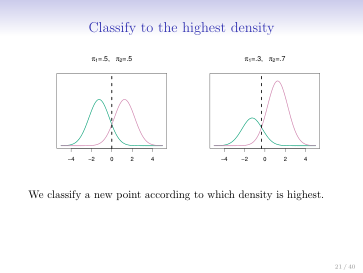 Classify to the highest density
π₁=.5, π₂=.5
π₁=.3, π₂=.7
−4 −2 0 2 4
−4 −2 0 2 4
We classify a new point according to which density is highest.
21 / 40